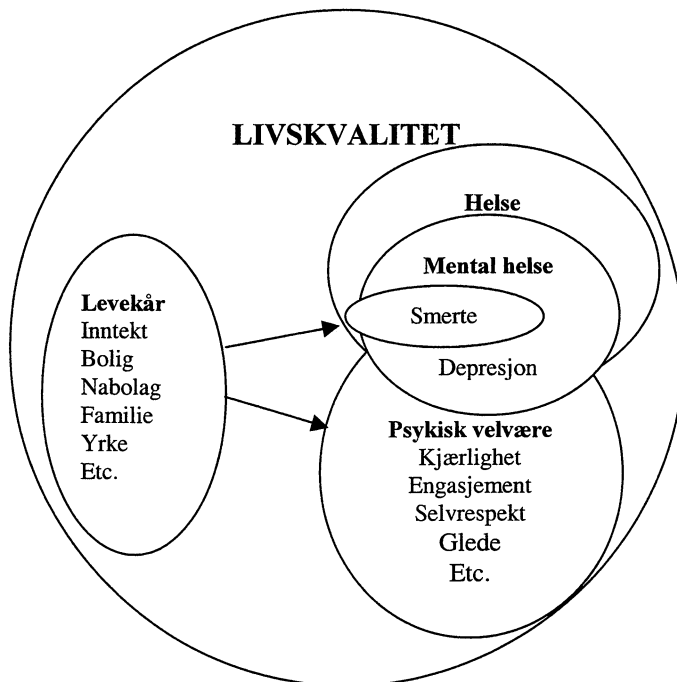 LIVSKVALITET
Helse
Mental helse
Smerte
Depresjon
Levekår
Inntekt
Bolig
Nabolag
Familie
Yrke
Etc.
Psykisk velvære
Kjærlighet
Engasjement
Selvrespekt
Glede
Etc.